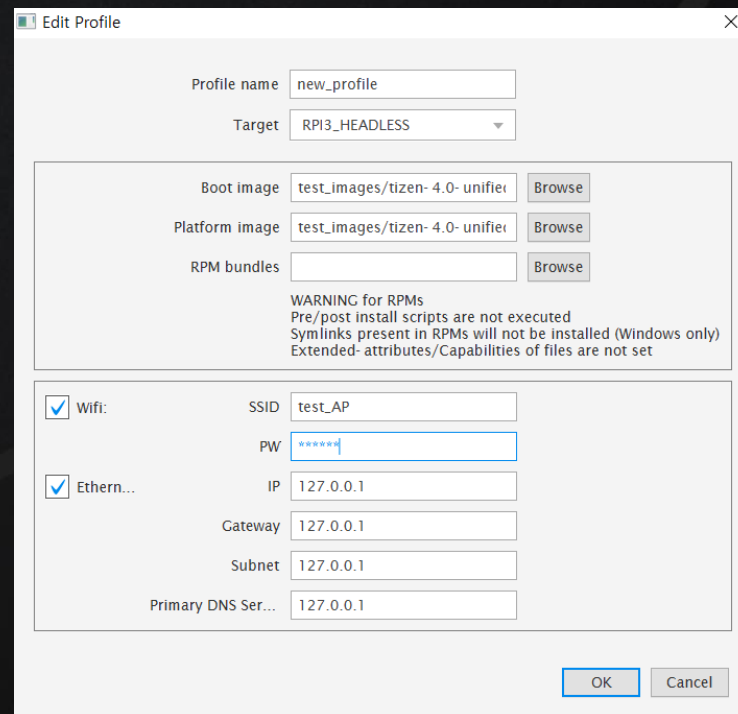 Edit Profile
Profile name new_profile
Target RPI3_HEADLESS
Boot image test_images/tizen- 4.0- unified Browse
Platform image test_images/tizen- 4.0- unified Browse
RPM bundles Browse
WARNING for RPMs
Pre/post install scripts are not executed
Symlinks present in RPMs will not be installed (Windows only)
Extended- attributes/Capabilities of files are not set
Wifi: SSID test_AP
PW ******
Ethern... IP 127.0.0.1
Gateway 127.0.0.1
Subnet 127.0.0.1
Primary DNS Ser... 127.0.0.1
OK Cancel